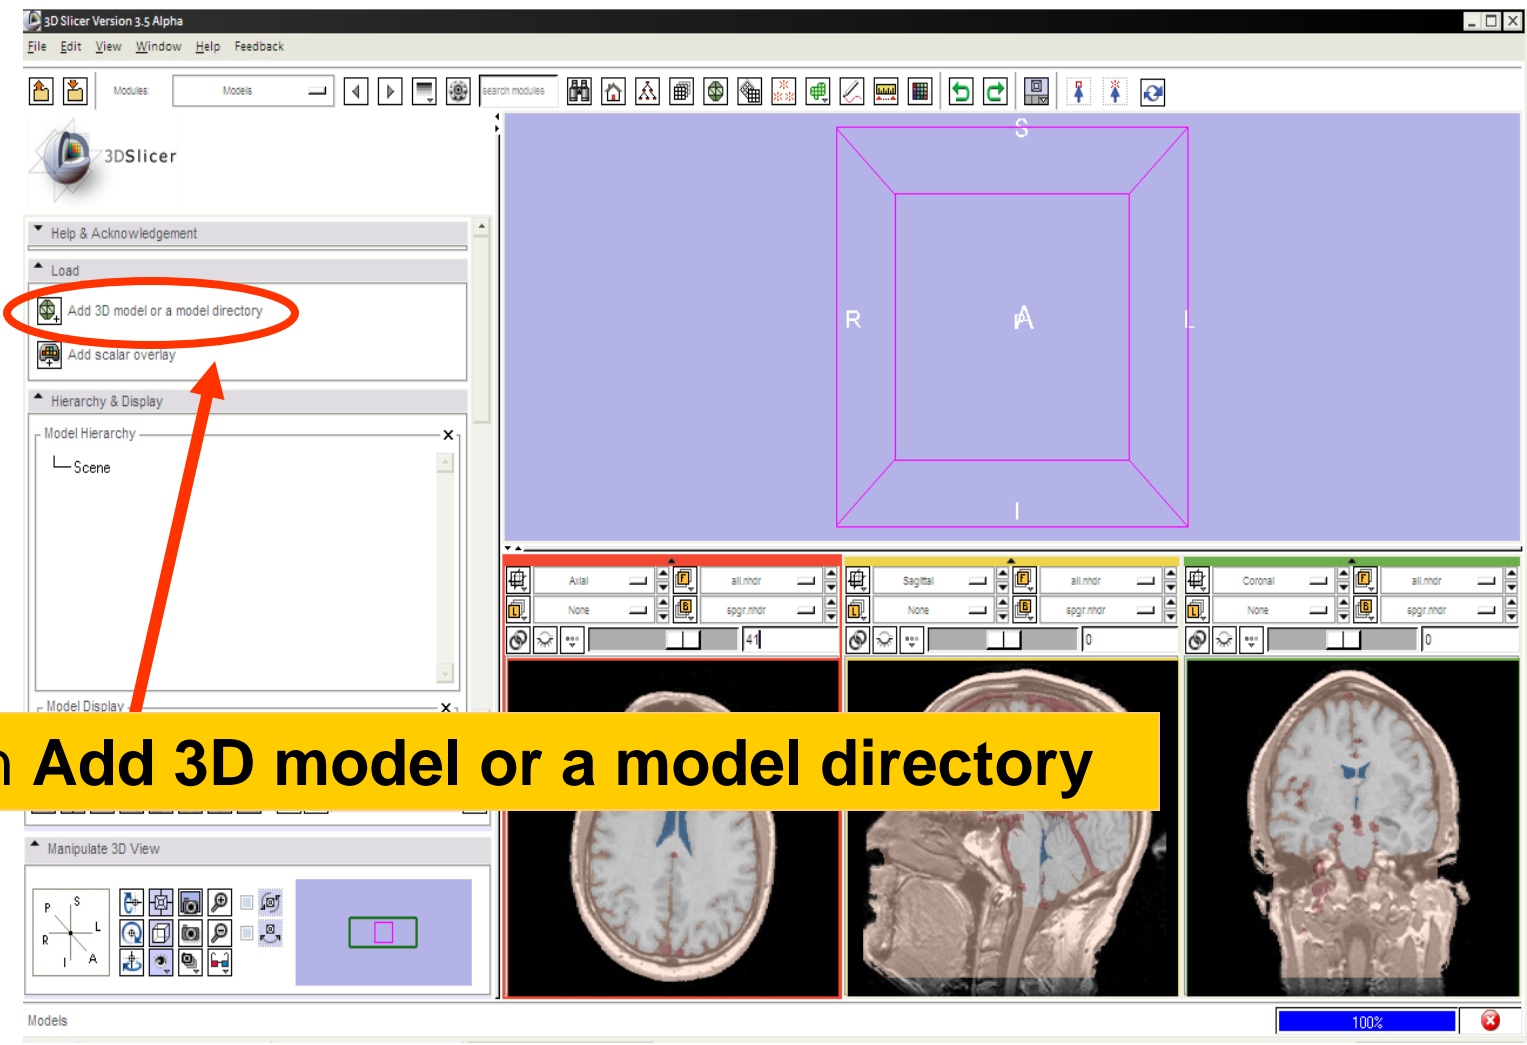 3D Slicer Version 3.5 Alpha
File Edit View Window Help Feedback
Modules: Models search modules
3DSlicer
Help & Acknowledgement
Load
Add 3D model or a model directory
Add scalar overlay
Hierarchy & Display
Model Hierarchy
Scene
Model Display
S
R A P L
I
Axial all.nhdr Sagittal all.nhdr Coronal all.nhdr
None spgr.nhdr None spgr.nhdr None spgr.nhdr
41 0 0
n Add 3D model or a model directory
Manipulate 3D View
P S
R L
I A
Models 100%